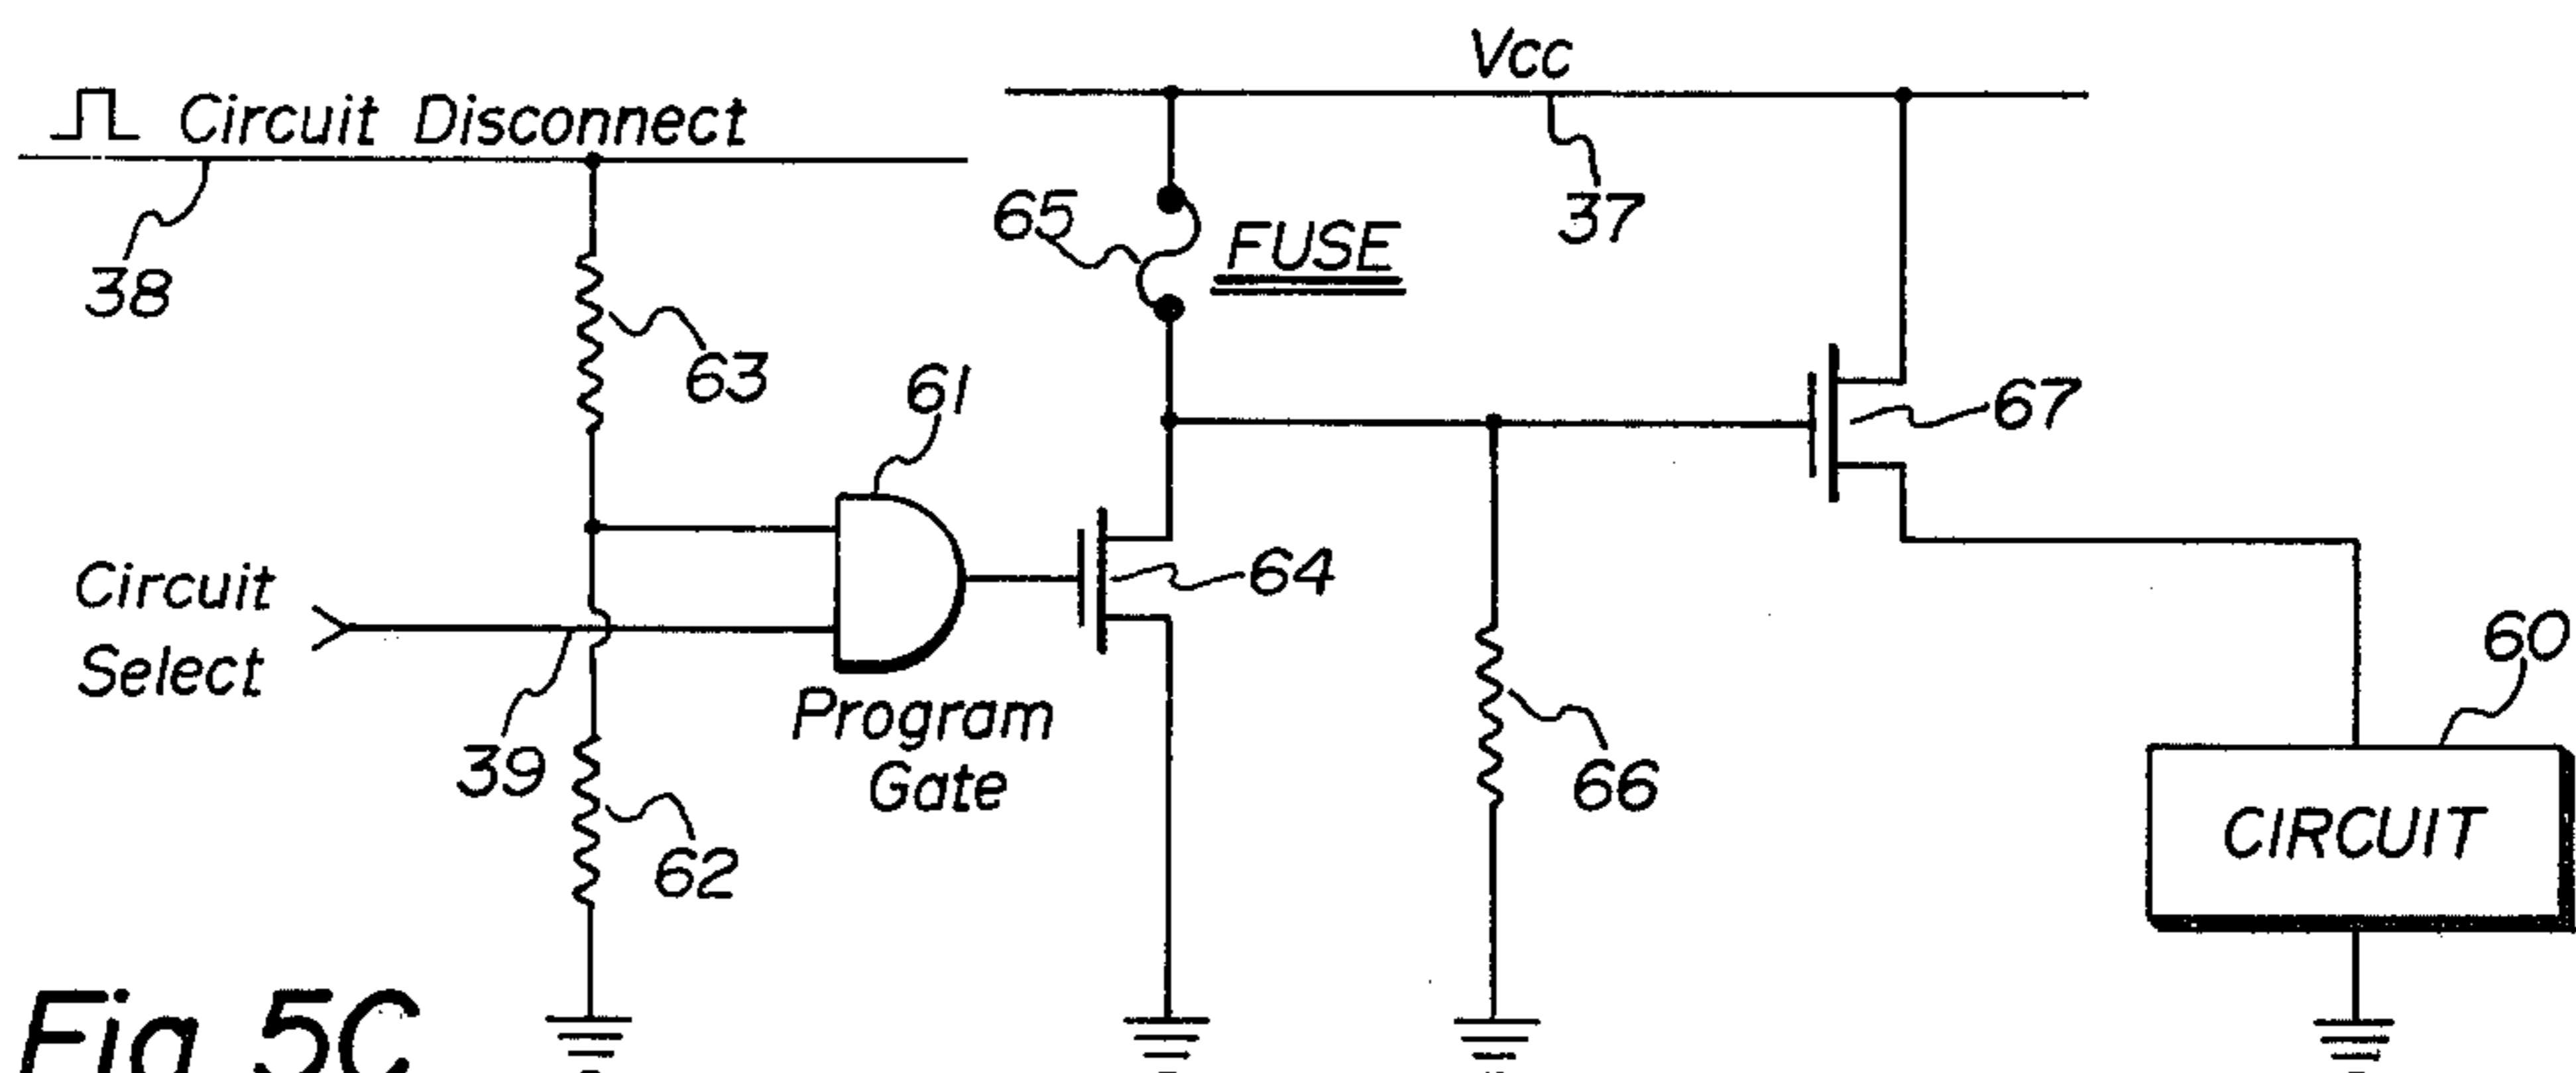 Vcc
Circuit Disconnect
38
37
65
FUSE
63
61
67
Circuit
Select
64
60
39
Program
Gate
66
62
CIRCUIT
Fig 5C